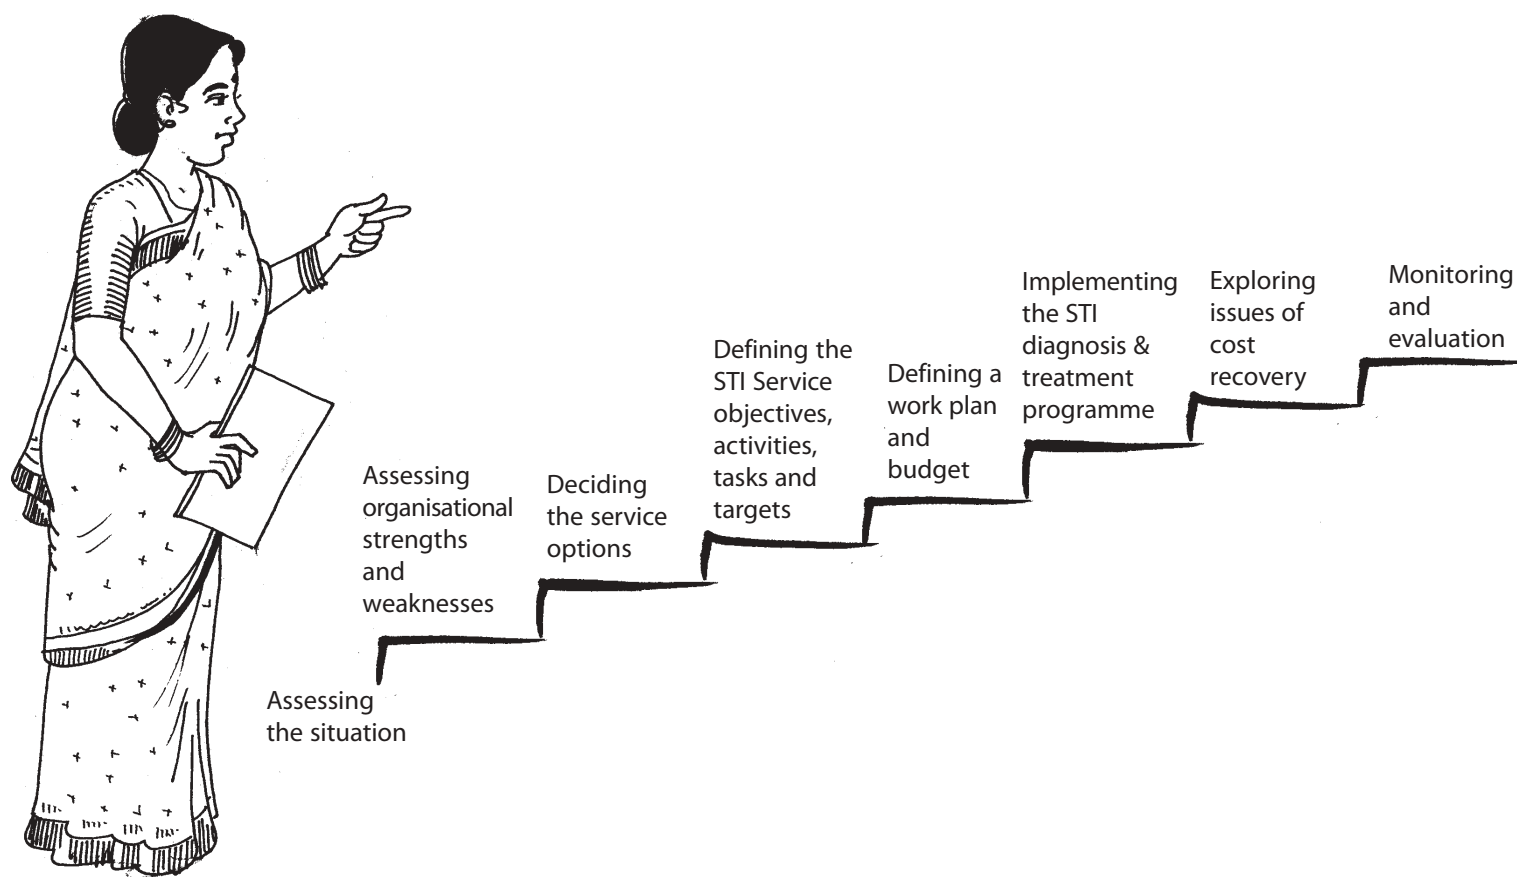 Assessing
the situation
Assessing
organisational
strengths
and
weaknesses
Deciding
the service
options
Defining the
STI Service
objectives,
activities,
tasks and
targets
Defining a
work plan
and
budget
Implementing
the STI
diagnosis &
treatment
programme
Exploring
issues of
cost
recovery
Monitoring
and
evaluation